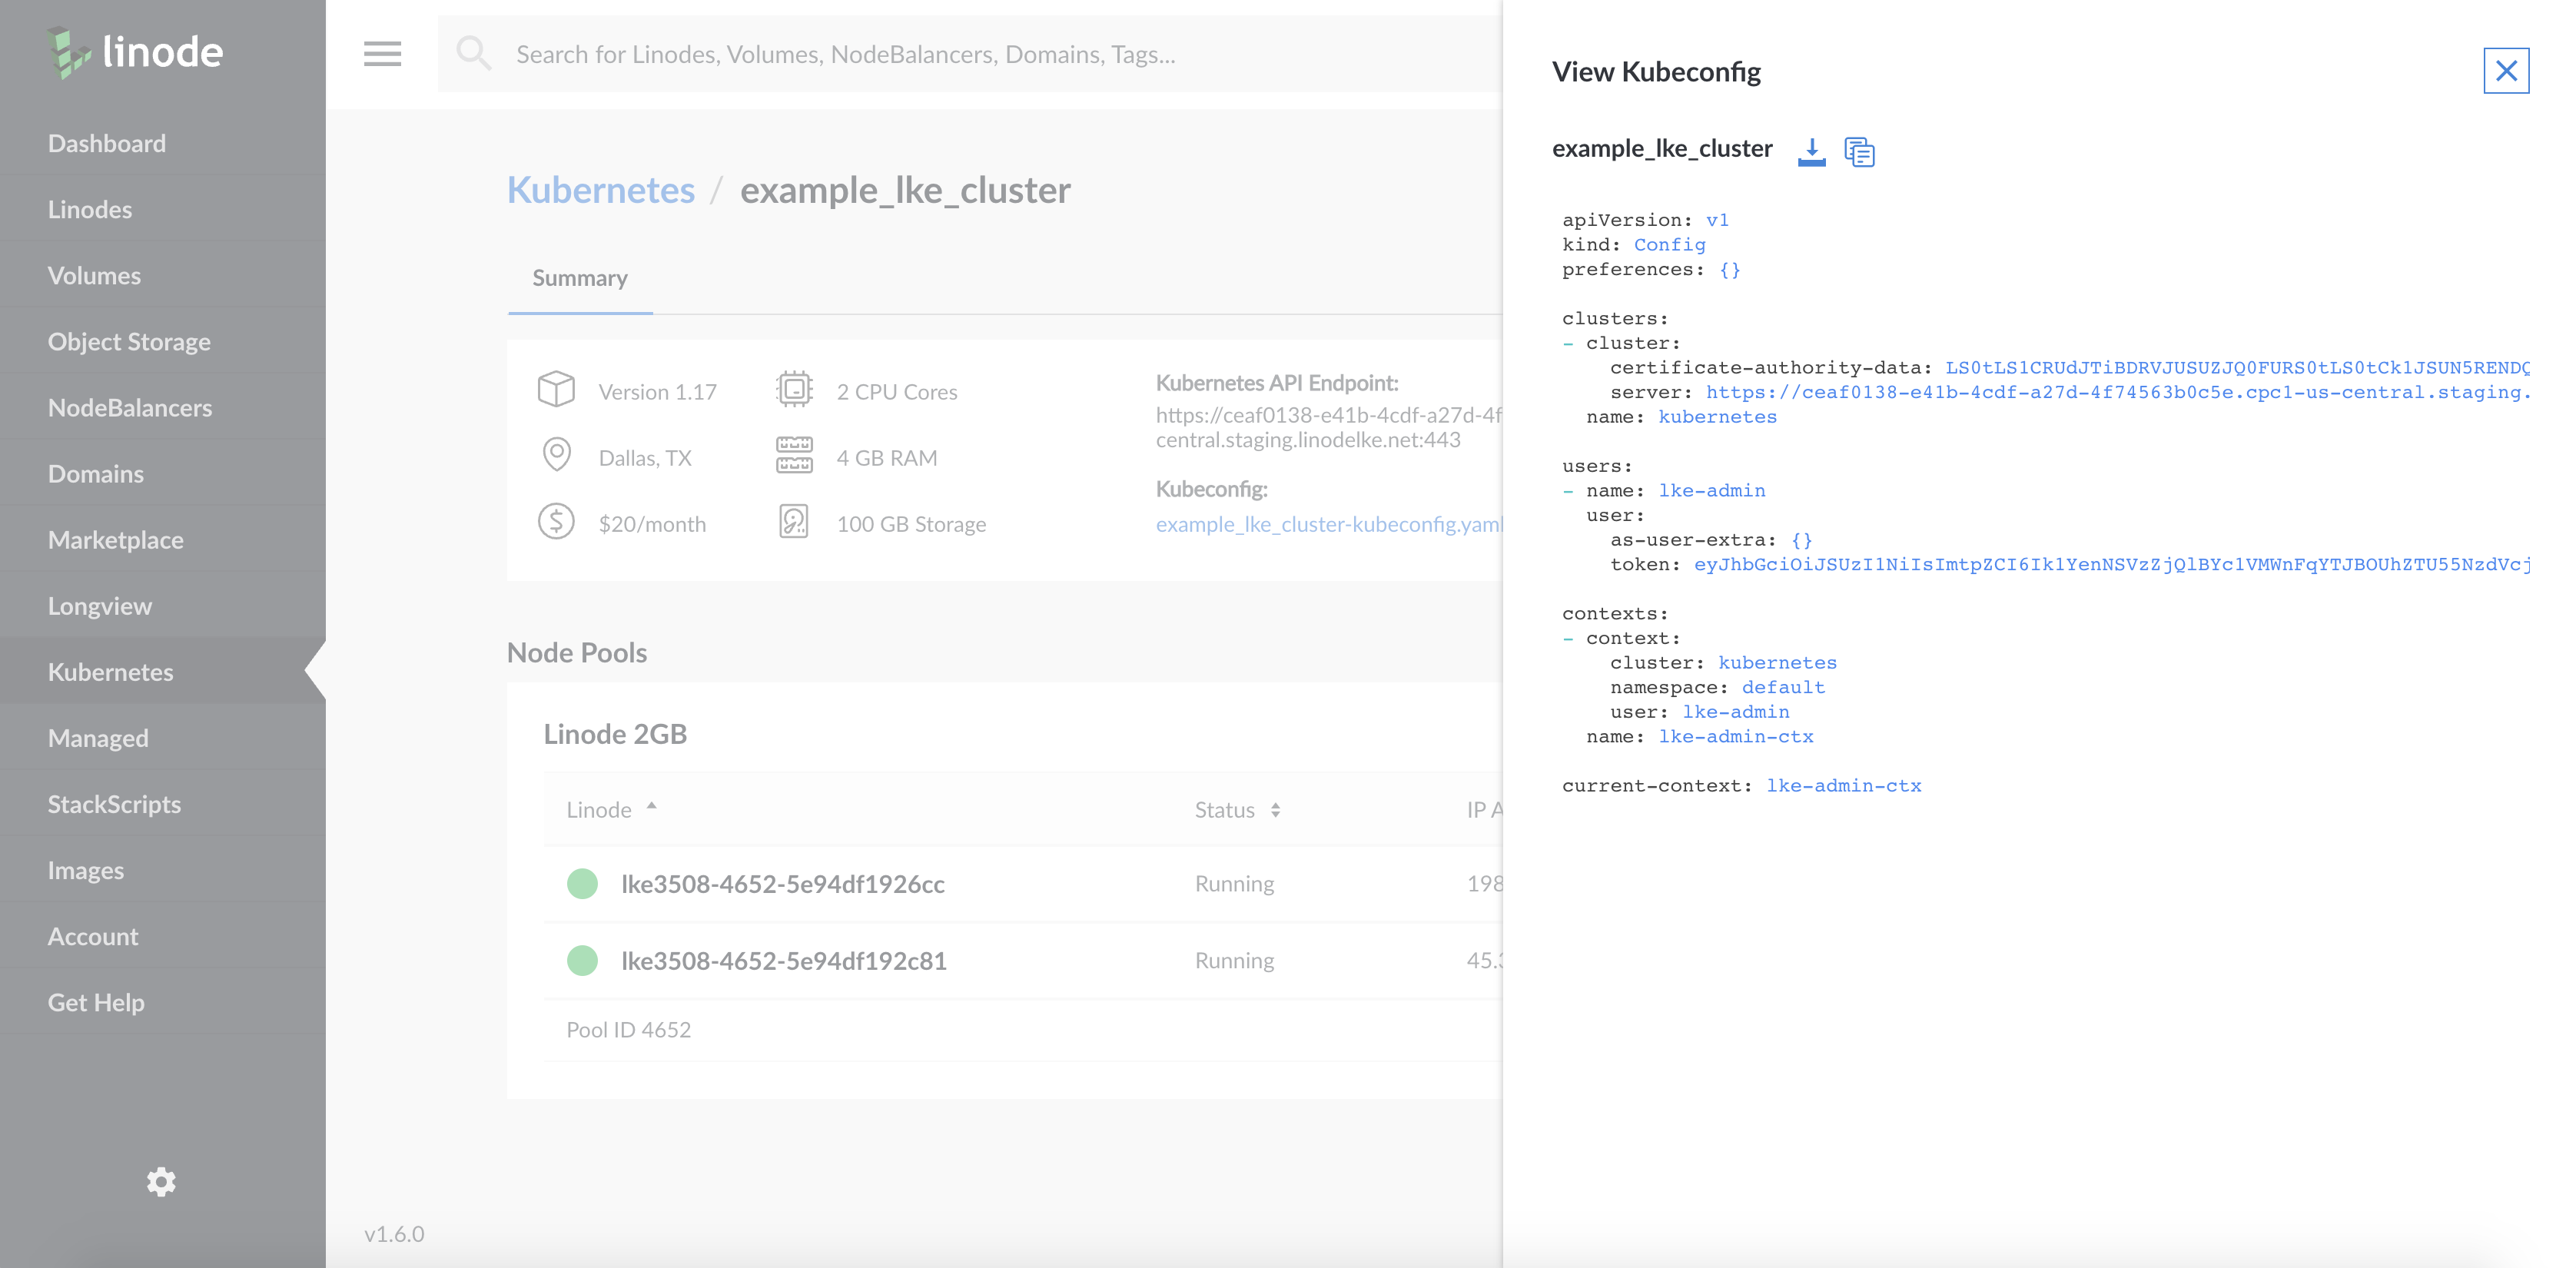 linode
Dashboard
Linodes
Volumes
Object Storage
NodeBalancers
Domains
Marketplace
Longview
Kubernetes
Managed
StackScripts
Images
Account
Get Help
Search for Linodes, Volumes, NodeBalancers, Domains, Tags...
Kubernetes / example_lke_cluster
Summary
Version 1.17
Dallas, TX
$20/month
2 CPU Cores
4 GB RAM
100 GB Storage
Kubernetes API Endpoint:
https://ceaf0138-e41b-4cdf-a27d-4f
central.staging.linodelke.net:443
Kubeconfig:
example_lke_cluster-kubeconfig.yaml
Node Pools
Linode 2GB
Linode Status IP A
lke3508-4652-5e94df1926cc Running 198
lke3508-4652-5e94df192c81 Running 45.
Pool ID 4652
v1.6.0
View Kubeconfig
example_lke_cluster
apiVersion: v1
kind: Config
preferences: {}
clusters:
- cluster:
certificate-authority-data: LS0tLS1CRUdJTiBDRVJUSUZJQ0FURS0tLS0tCk1JSUN5RENDQ
server: https://ceaf0138-e41b-4cdf-a27d-4f74563b0c5e.cpc1-us-central.staging.
name: kubernetes
users:
- name: lke-admin
user:
as-user-extra: {}
token: eyJhbGciOiJSUzI1NiIsImtpZCI6Ik1YenNSVzZjQlBYc1VMWnFqYTJBOUhZTU55NzdVcj
contexts:
- context:
cluster: kubernetes
namespace: default
user: lke-admin
name: lke-admin-ctx
current-context: lke-admin-ctx